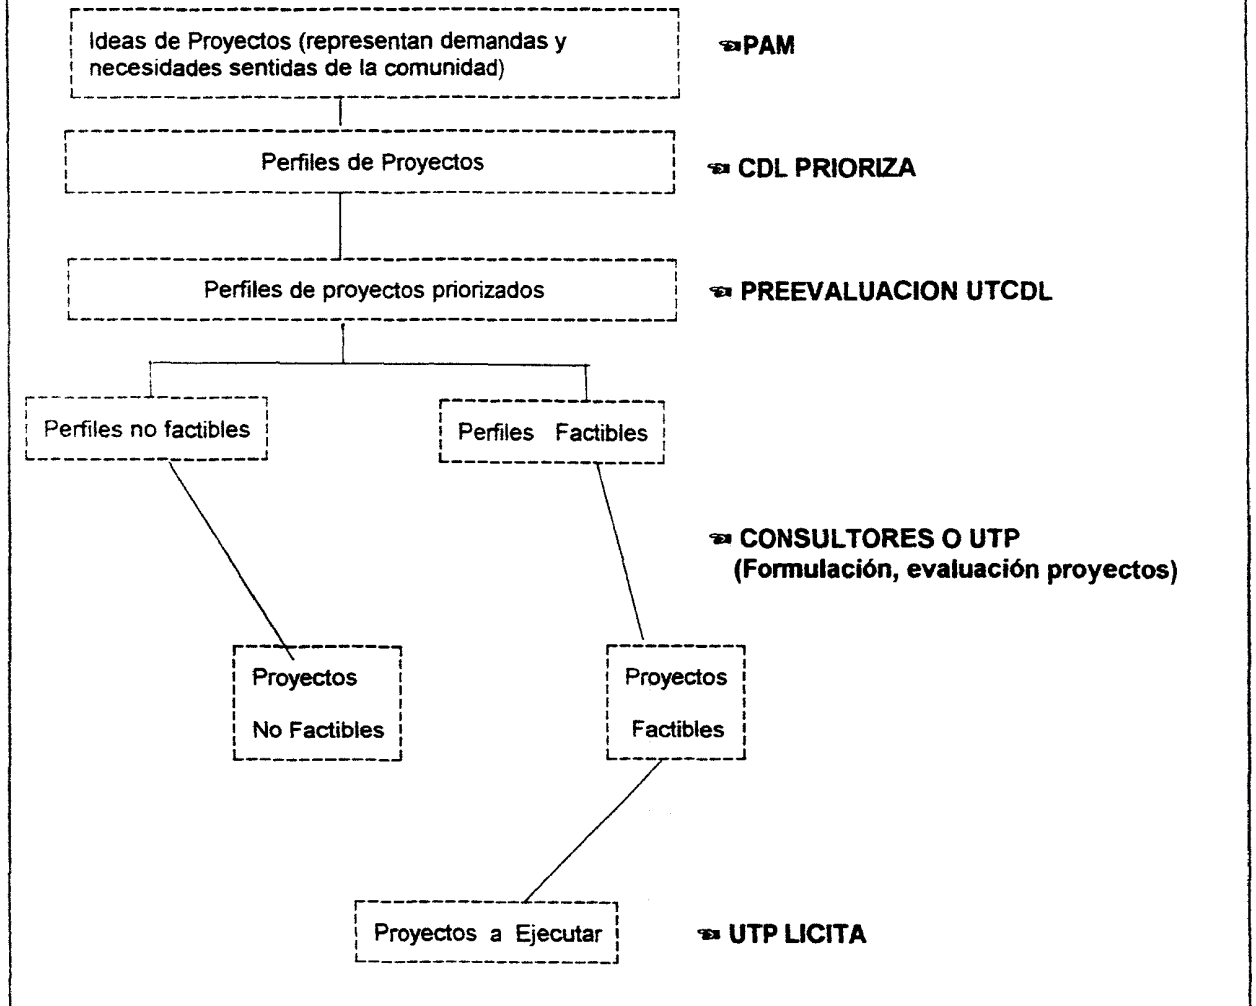 Ideas de Proyectos (representan demandas y
necesidades sentidas de la comunidad)
☜PAM
Perfiles de Proyectos
☜ CDL PRIORIZA
Perfiles de proyectos priorizados
☜ PREEVALUACION UTCDL
Perfiles no factibles
Perfiles Factibles
☜ CONSULTORES O UTP
(Formulación, evaluación proyectos)
Proyectos
No Factibles
Proyectos
Factibles
Proyectos a Ejecutar
☜ UTP LICITA